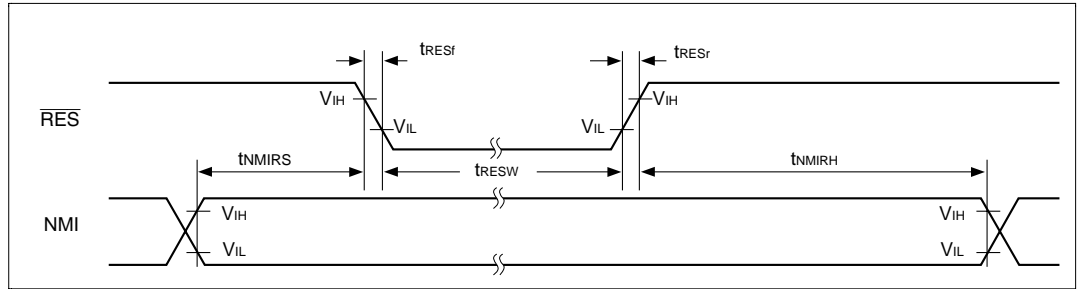 tRESf
tRESr
VIH
VIH
RES
VIL
VIL
tNMIRS
tRESW
tNMIRH
VIH
VIH
NMI
VIL
VIL